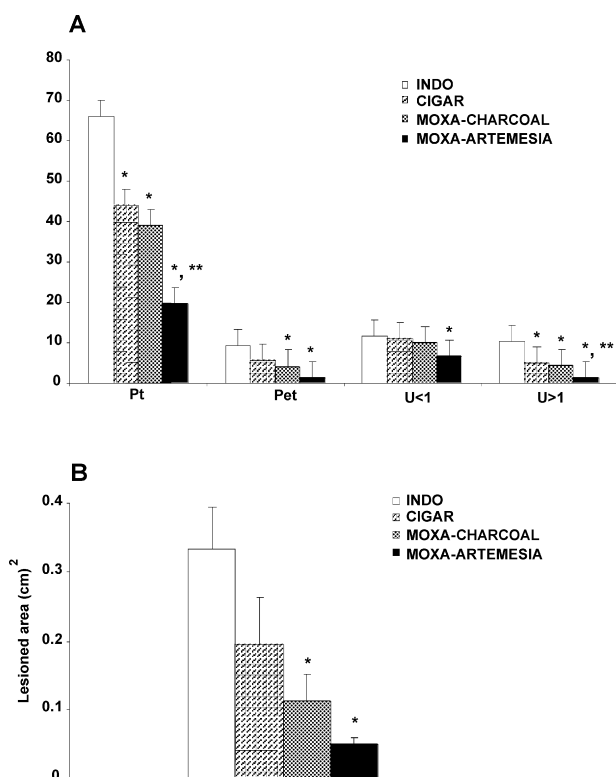 A
80
70
60
50
40
30
20
10
0
INDO
CIGAR
MOXA-CHARCOAL
MOXA-ARTEMESIA
* * *, **
* *
*
* * *, **
Pt Pet U<1 U>1
B
0.4
0.3
0.2
0.1
0
Lesioned area (cm)²
INDO
CIGAR
MOXA-CHARCOAL
MOXA-ARTEMESIA
* *